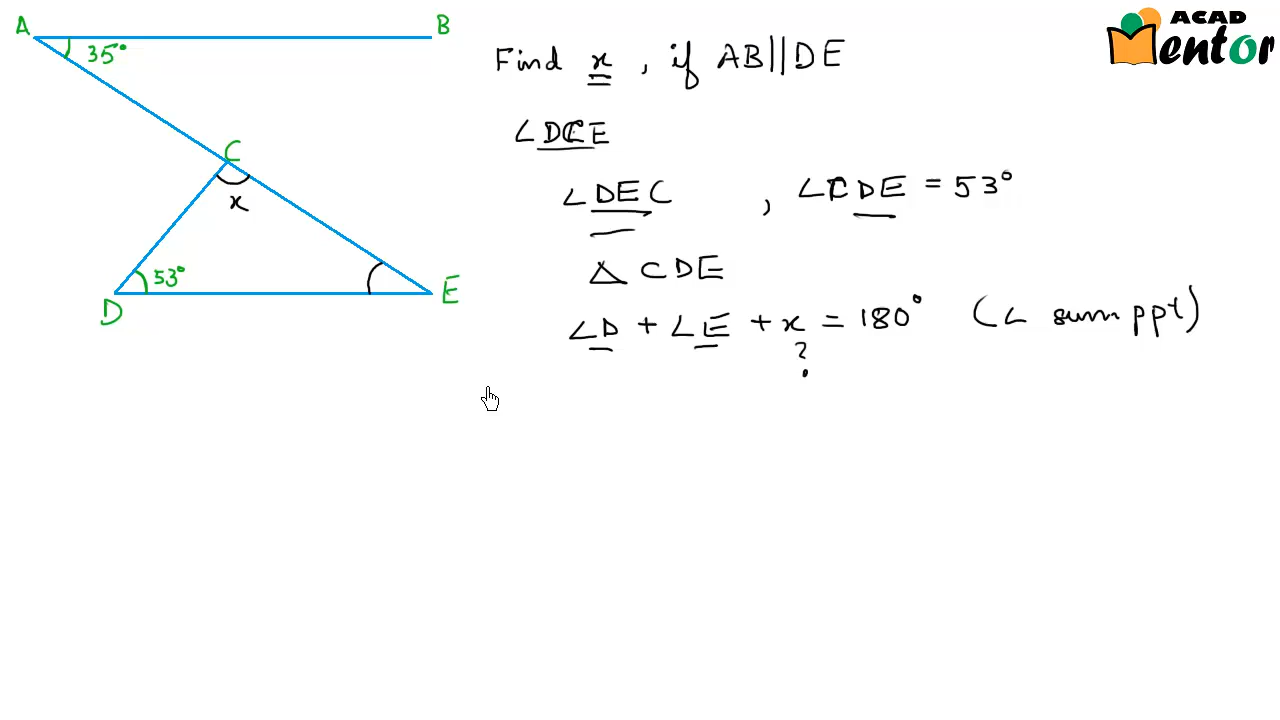 A
B
35°
C
x
53°
D
E
ACAD
Mentor
Find x , if AB||DE
∠DCE
∠DEC , ∠CDE = 53°
△ CDE
∠D + ∠E + x = 180° (∠ sum ppt)
?